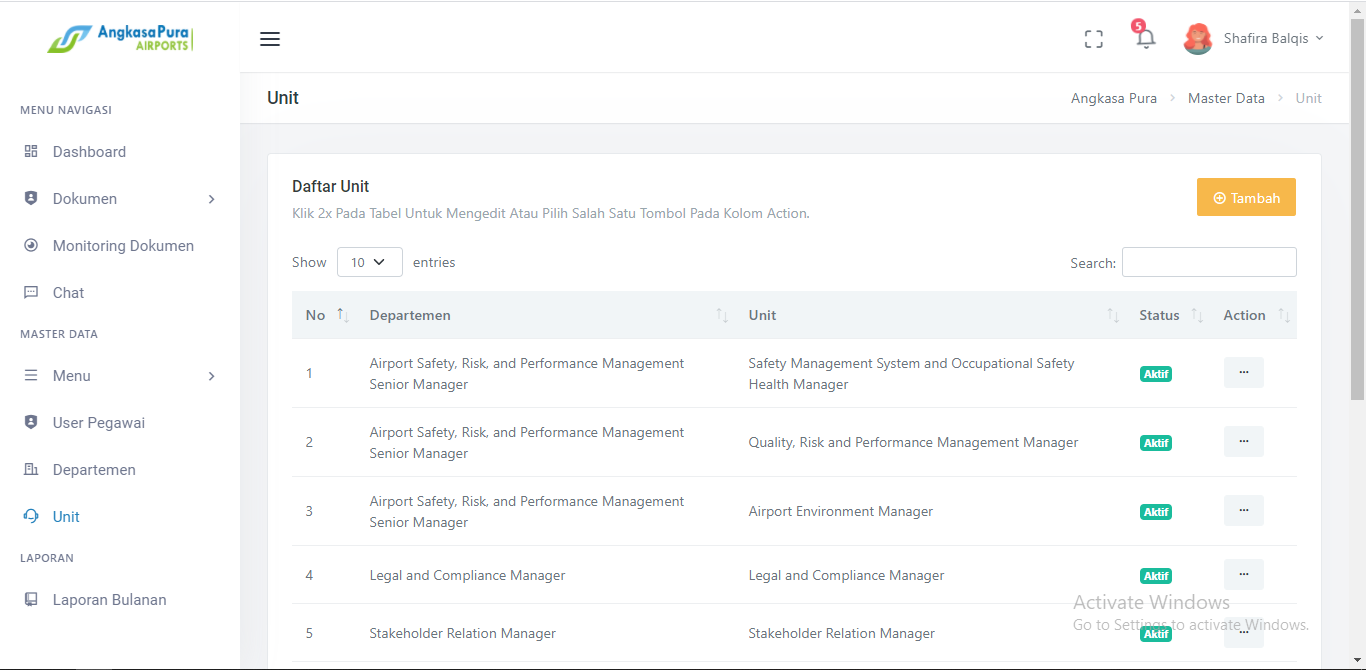 AngkasaPura
AIRPORTS
5
Shafira Balqis
Unit
Angkasa Pura > Master Data > Unit
MENU NAVIGASI
Dashboard
Dokumen
Monitoring Dokumen
Chat
MASTER DATA
Menu
User Pegawai
Departemen
Unit
LAPORAN
Laporan Bulanan
Daftar Unit
Klik 2x Pada Tabel Untuk Mengedit Atau Pilih Salah Satu Tombol Pada Kolom Action.
Tambah
Show 10 entries
Search:
No Departemen Unit Status Action
1 Airport Safety, Risk, and Performance Management Senior Manager Safety Management System and Occupational Safety Health Manager Aktif ...
2 Airport Safety, Risk, and Performance Management Senior Manager Quality, Risk and Performance Management Manager Aktif ...
3 Airport Safety, Risk, and Performance Management Senior Manager Airport Environment Manager Aktif ...
4 Legal and Compliance Manager Legal and Compliance Manager Aktif ...
5 Stakeholder Relation Manager Stakeholder Relation Manager Aktif ...
Activate Windows
Go to Settings to activate Windows.